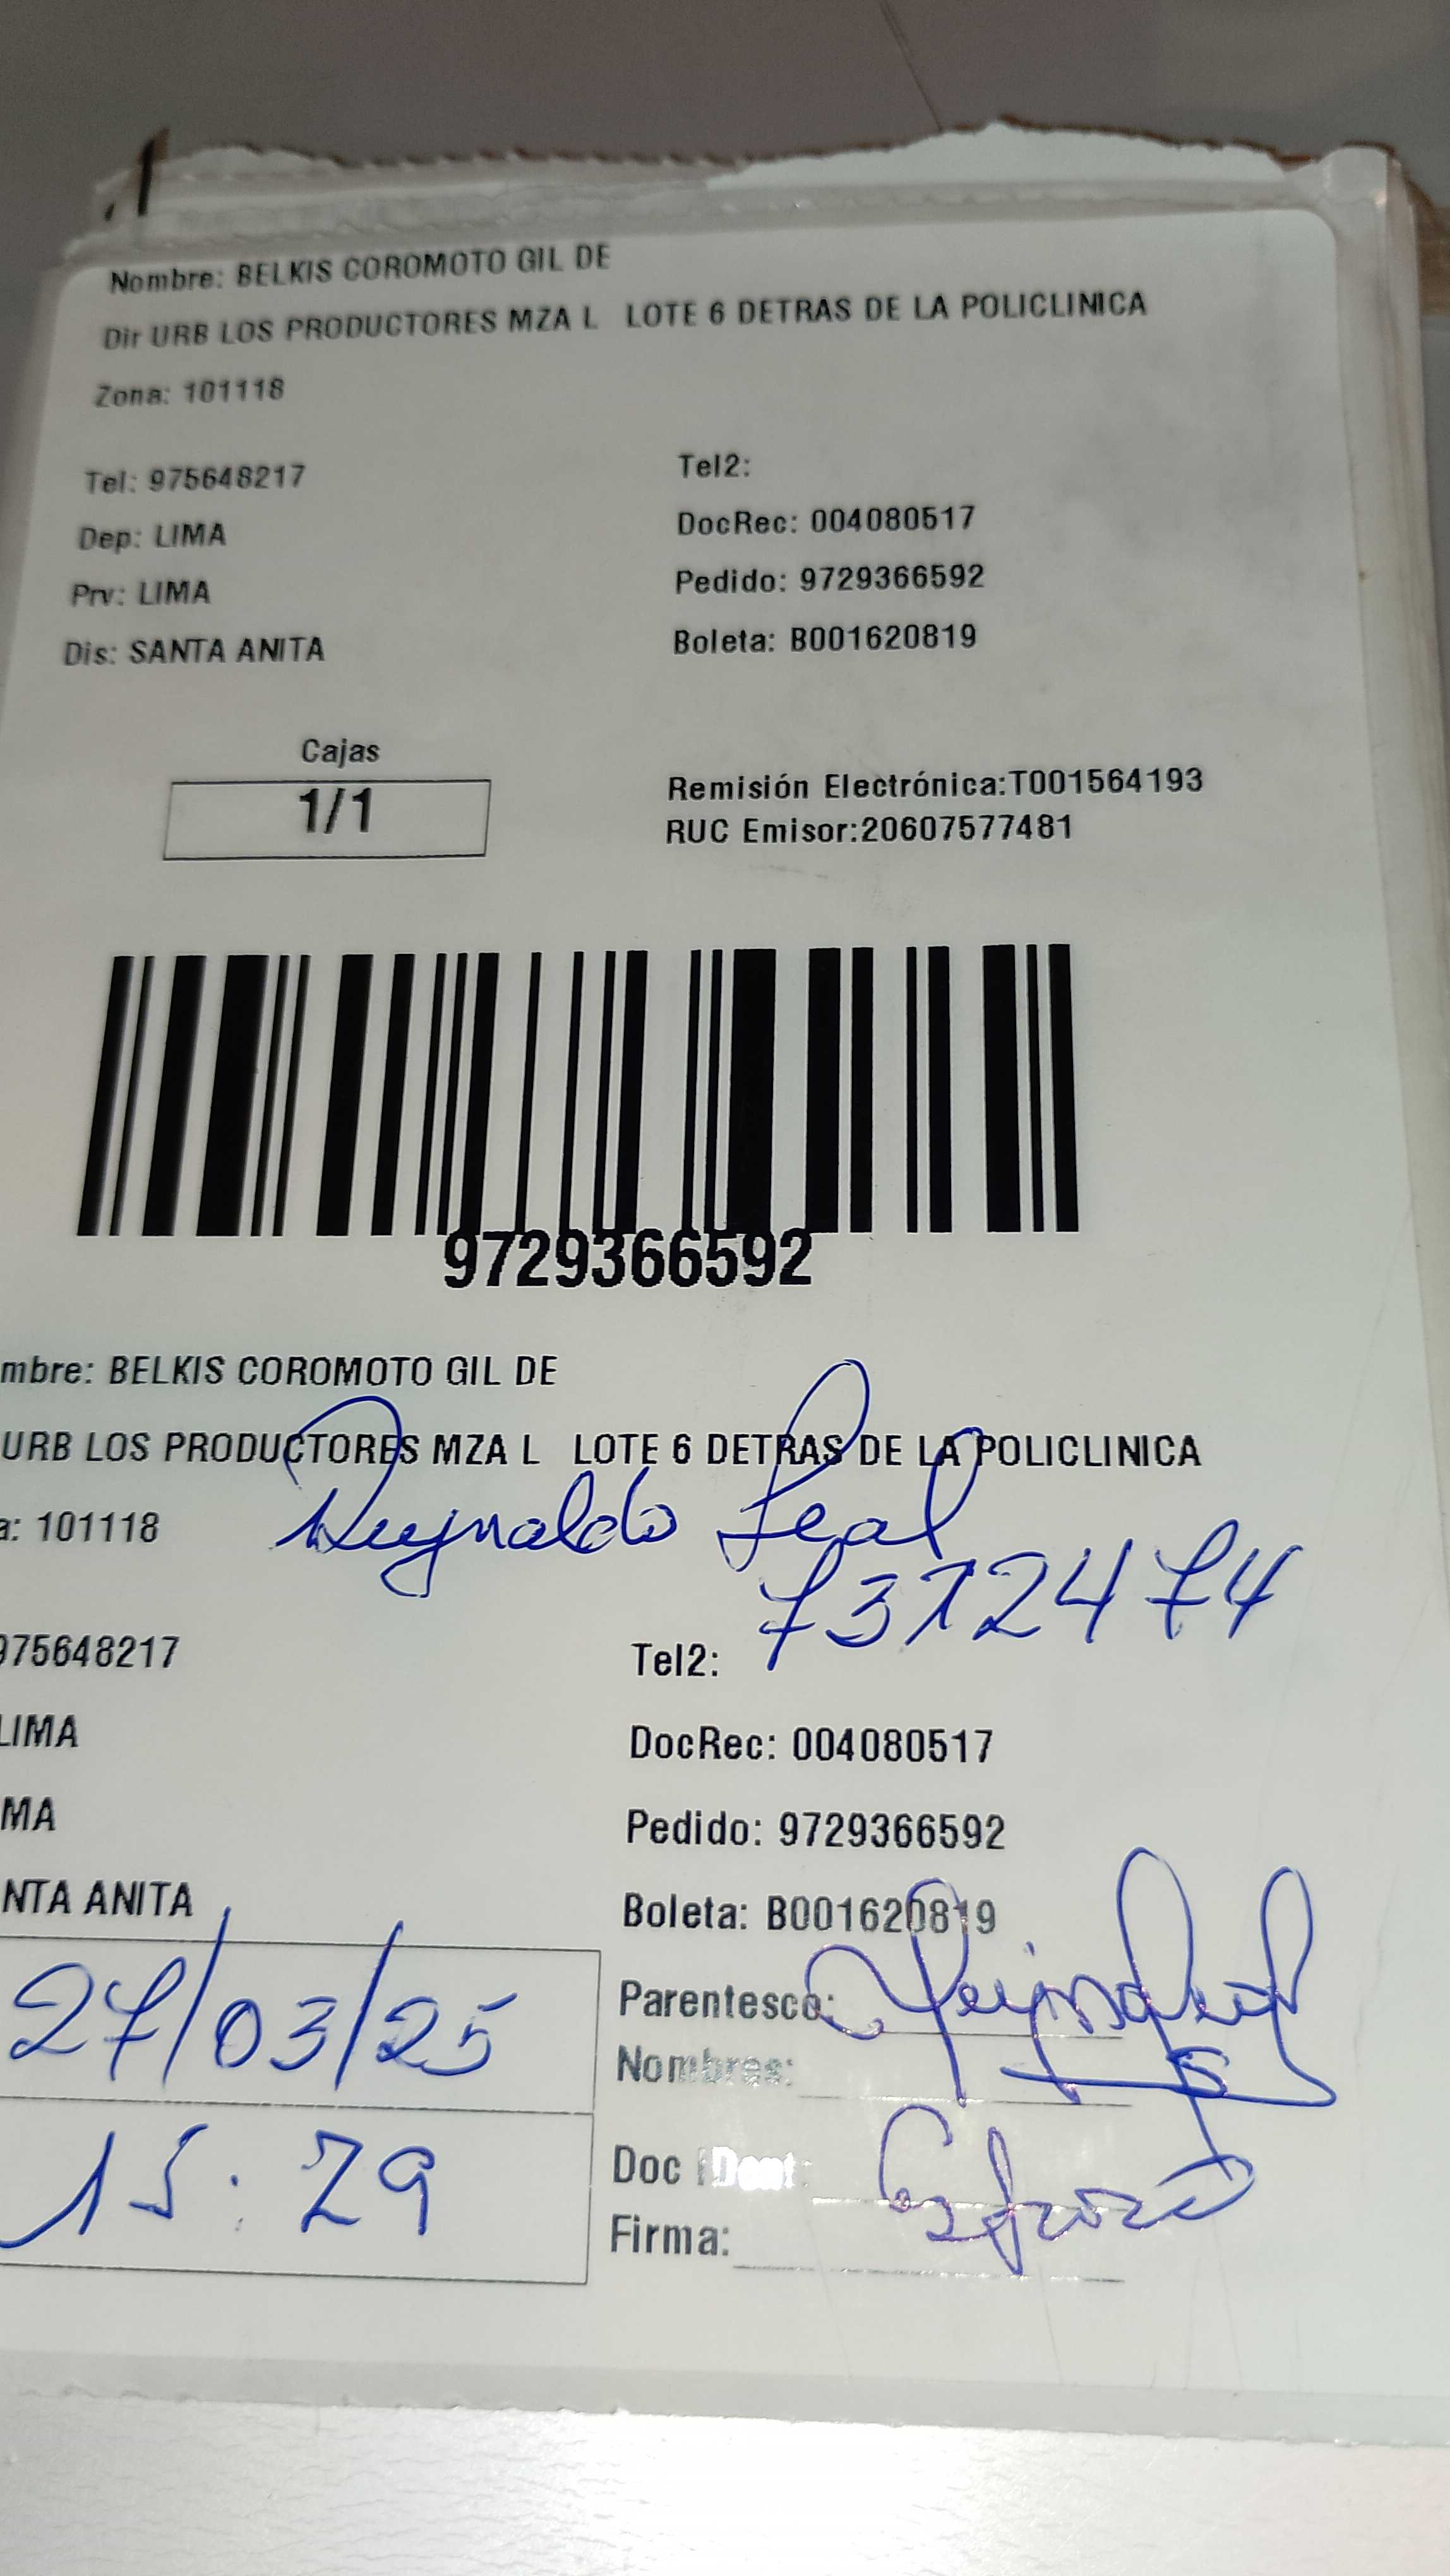 Nombre: BELKIS COROMOTO GIL DE
Dir URB LOS PRODUCTORES MZA L LOTE 6 DETRAS DE LA POLICLINICA
Zona: 101118
Tel: 975648217
Tel2:
Dep: LIMA
DocRec: 004080517
Prv: LIMA
Pedido: 9729366592
Dis: SANTA ANITA
Boleta: B001620819
Cajas
1/1
Remisión Electrónica:T001564193
RUC Emisor:20607577481
9729366592
mbre: BELKIS COROMOTO GIL DE
URB LOS PRODUCTORES MZA L LOTE 6 DETRAS DE LA POLICLINICA
a: 101118
Reynaldo Leal
7312474
975648217
Tel2:
LIMA
DocRec: 004080517
MA
Pedido: 9729366592
NTA ANITA
Boleta: B001620819
27/03/25
Parentesco:
Nombres:
15:29
Doc Ident:
Firma:
Esposo